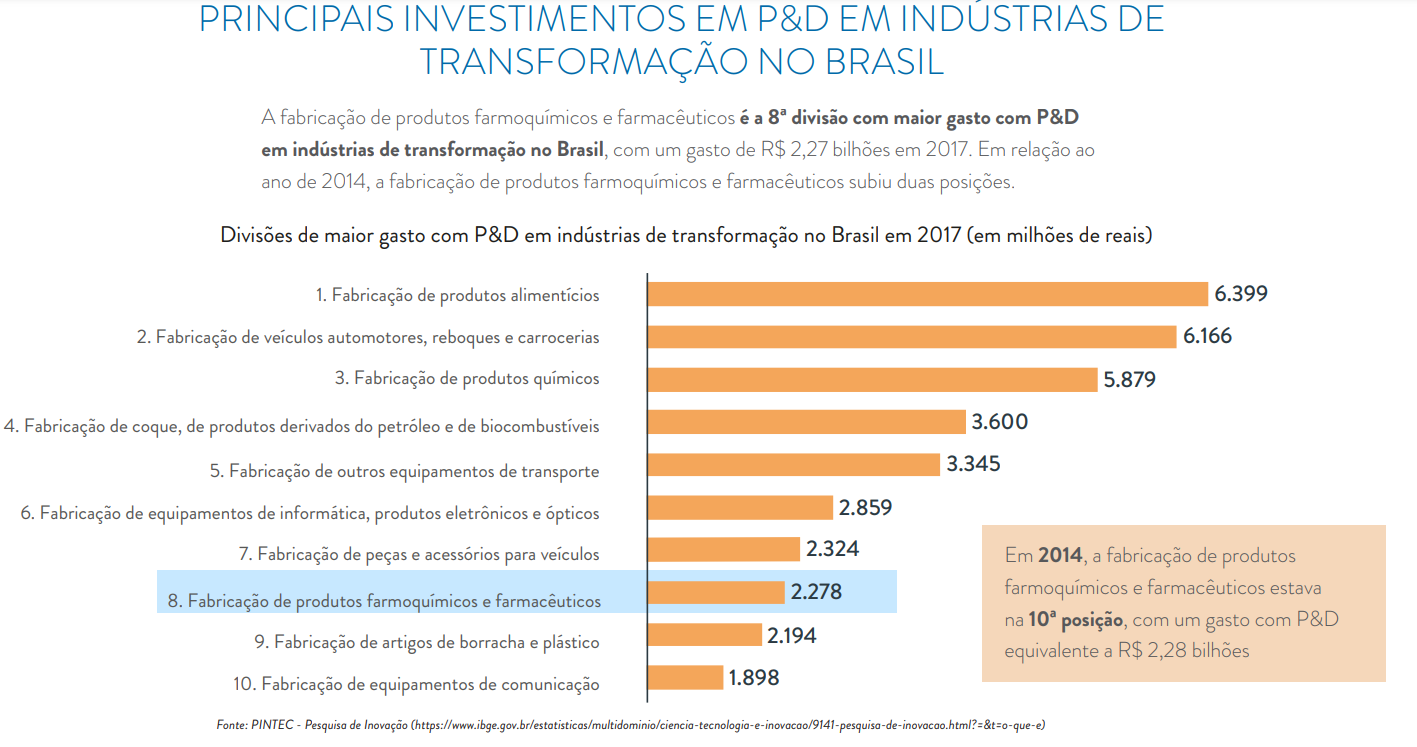 PRINCIPAIS INVESTIMENTOS EM P&D EM INDÚSTRIAS DE
TRANSFORMAÇÃO NO BRASIL
A fabricação de produtos farmoquímicos e farmacêuticos é a 8ª divisão com maior gasto com P&D
em indústrias de transformação no Brasil, com um gasto de R$ 2,27 bilhões em 2017. Em relação ao
ano de 2014, a fabricação de produtos farmoquímicos e farmacêuticos subiu duas posições.
Divisões de maior gasto com P&D em indústrias de transformação no Brasil em 2017 (em milhões de reais)
1. Fabricação de produtos alimentícios 6.399
2. Fabricação de veículos automotores, reboques e carrocerias 6.166
3. Fabricação de produtos químicos 5.879
4. Fabricação de coque, de produtos derivados do petróleo e de biocombustíveis 3.600
5. Fabricação de outros equipamentos de transporte 3.345
6. Fabricação de equipamentos de informática, produtos eletrônicos e ópticos 2.859
7. Fabricação de peças e acessórios para veículos 2.324
8. Fabricação de produtos farmoquímicos e farmacêuticos 2.278
9. Fabricação de artigos de borracha e plástico 2.194
10. Fabricação de equipamentos de comunicação 1.898
Em 2014, a fabricação de produtos
farmoquímicos e farmacêuticos estava
na 10ª posição, com um gasto com P&D
equivalente a R$ 2,28 bilhões
Fonte: PINTEC - Pesquisa de Inovação (https://www.ibge.gov.br/estatisticas/multidominio/ciencia-tecnologia-e-inovacao/9141-pesquisa-de-inovacao.html?=&t=o-que-e)